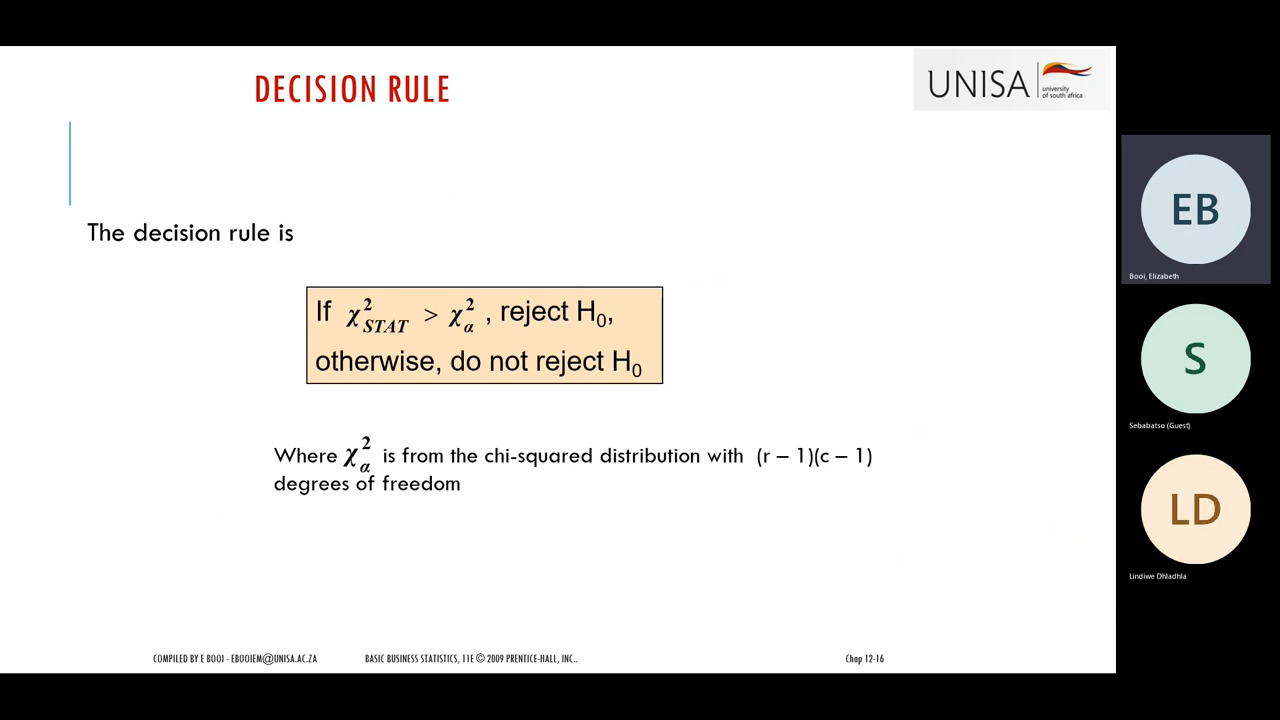 DECISION RULE
UNISA
university
of south africa
The decision rule is
If χ²STAT > χ²α , reject H₀,
otherwise, do not reject H₀
Where χ²α is from the chi-squared distribution with (r – 1)(c – 1)
degrees of freedom
COMPILED BY E BOOI - EBOOIEM@UNISA.AC.ZA
BASIC BUSINESS STATISTICS, 11E © 2009 PRENTICE-HALL, INC..
Chap 12-16
EB
Booi, Elizabeth
S
Sebabatso (Guest)
LD
Lindiwe Dhladhla